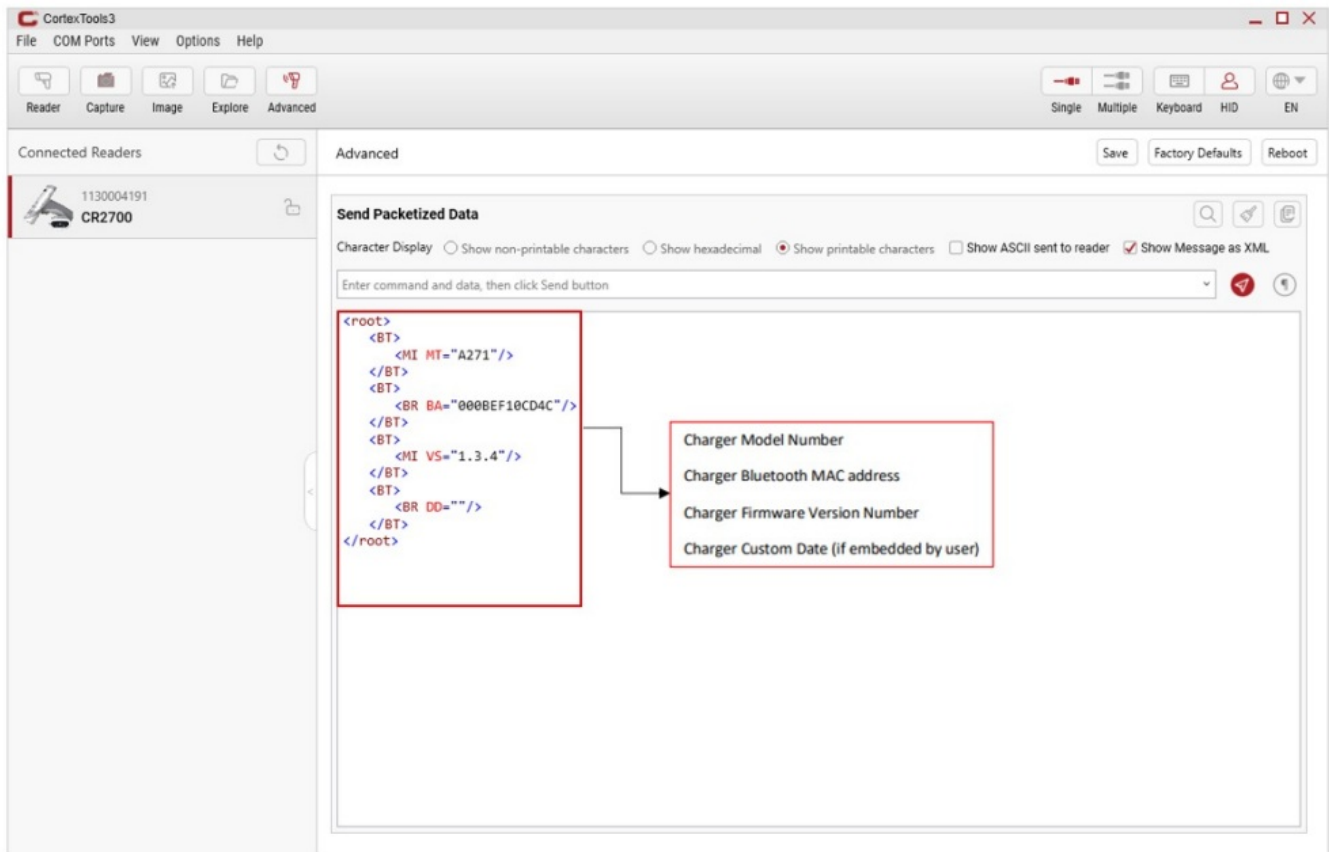 CortexTools3
File COM Ports View Options Help
Reader Capture Image Explore Advanced
Single Multiple Keyboard HID EN
Connected Readers
1130004191
CR2700
Advanced
Save Factory Defaults Reboot
Send Packetized Data
Character Display Show non-printable characters Show hexadecimal Show printable characters Show ASCII sent to reader Show Message as XML
Enter command and data, then click Send button
<root>
<BT>
<MI MT="A271"/>
</BT>
<BT>
<BR BA="000BEF10CD4C"/>
</BT>
<BT>
<MI VS="1.3.4"/>
</BT>
<BT>
<BR DD=""/>
</BT>
</root>
Charger Model Number
Charger Bluetooth MAC address
Charger Firmware Version Number
Charger Custom Date (if embedded by user)